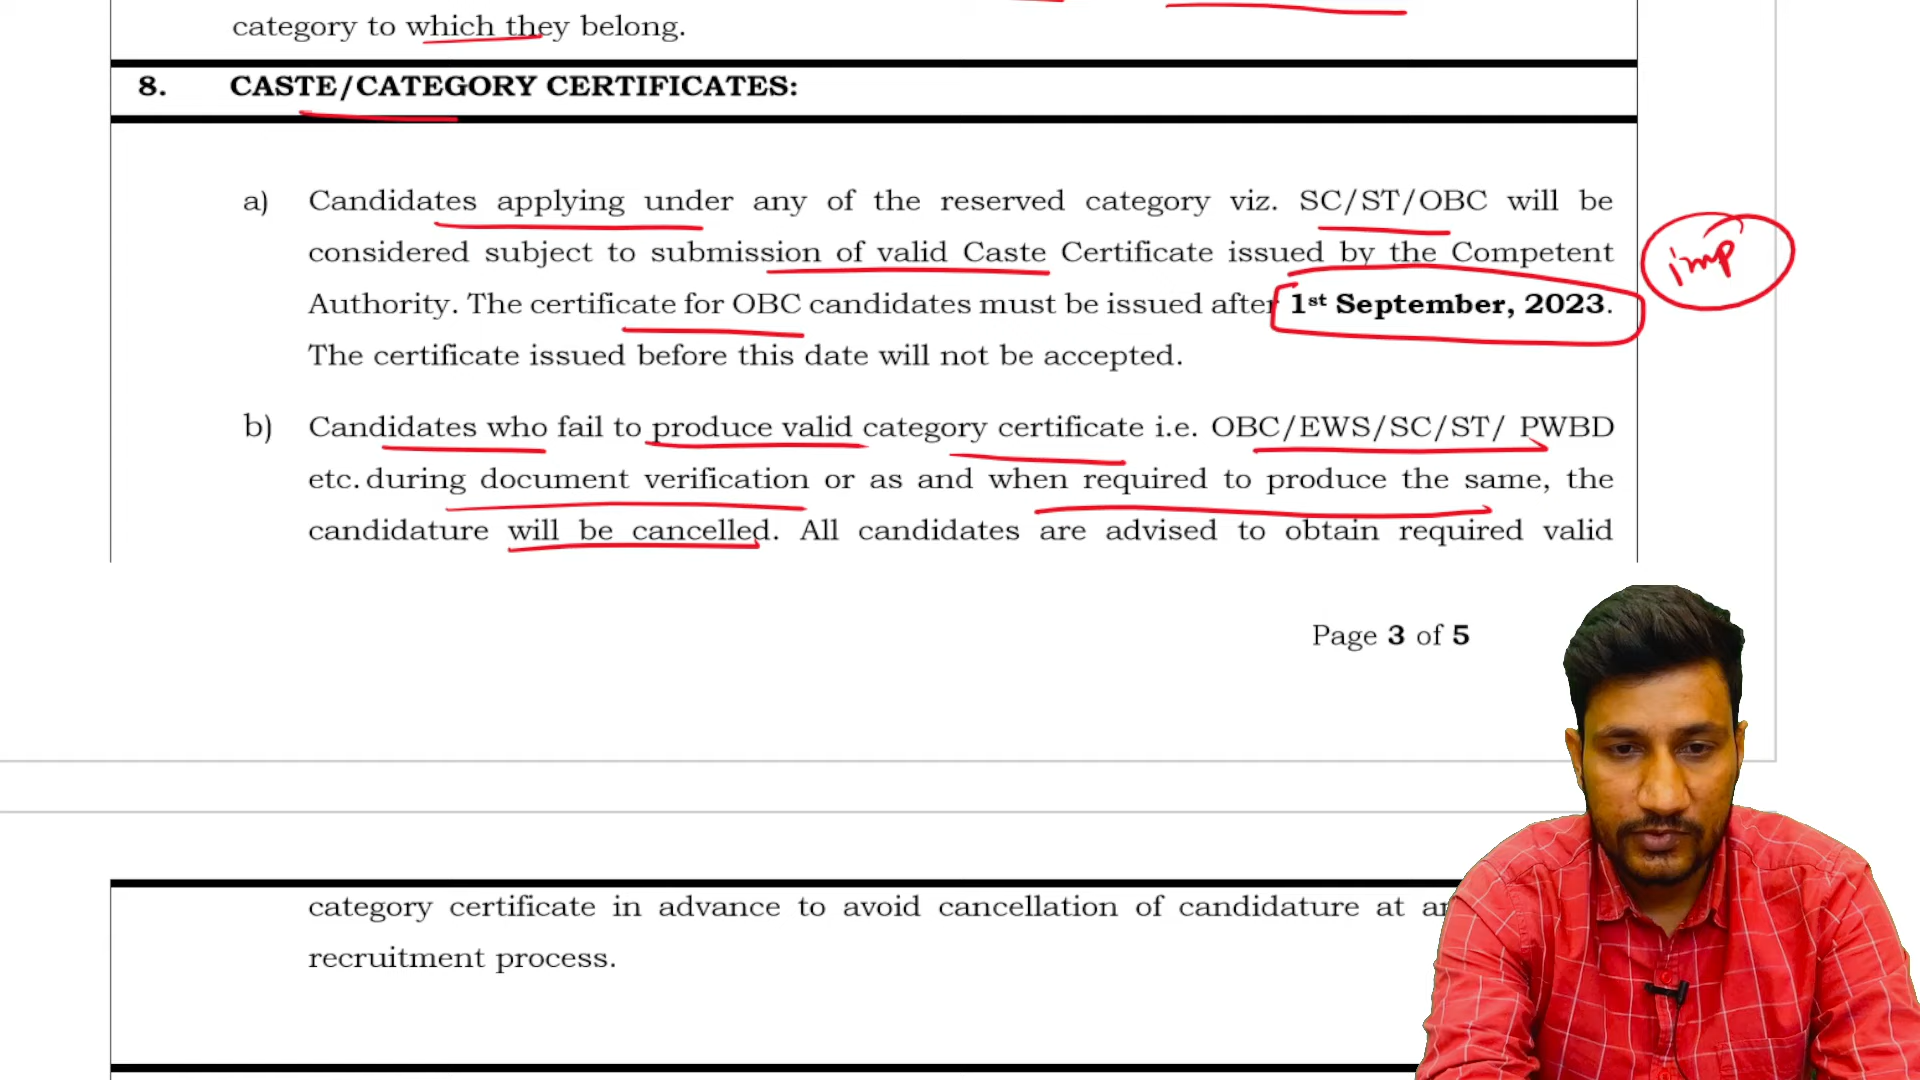 category to which they belong.
8. CASTE/CATEGORY CERTIFICATES:
a) Candidates applying under any of the reserved category viz. SC/ST/OBC will be
considered subject to submission of valid Caste Certificate issued by the Competent
Authority. The certificate for OBC candidates must be issued after 1st September, 2023.
The certificate issued before this date will not be accepted.
imp
b) Candidates who fail to produce valid category certificate i.e. OBC/EWS/SC/ST/ PWBD
etc. during document verification or as and when required to produce the same, the
candidature will be cancelled. All candidates are advised to obtain required valid
Page 3 of 5
category certificate in advance to avoid cancellation of candidature at
recruitment process.